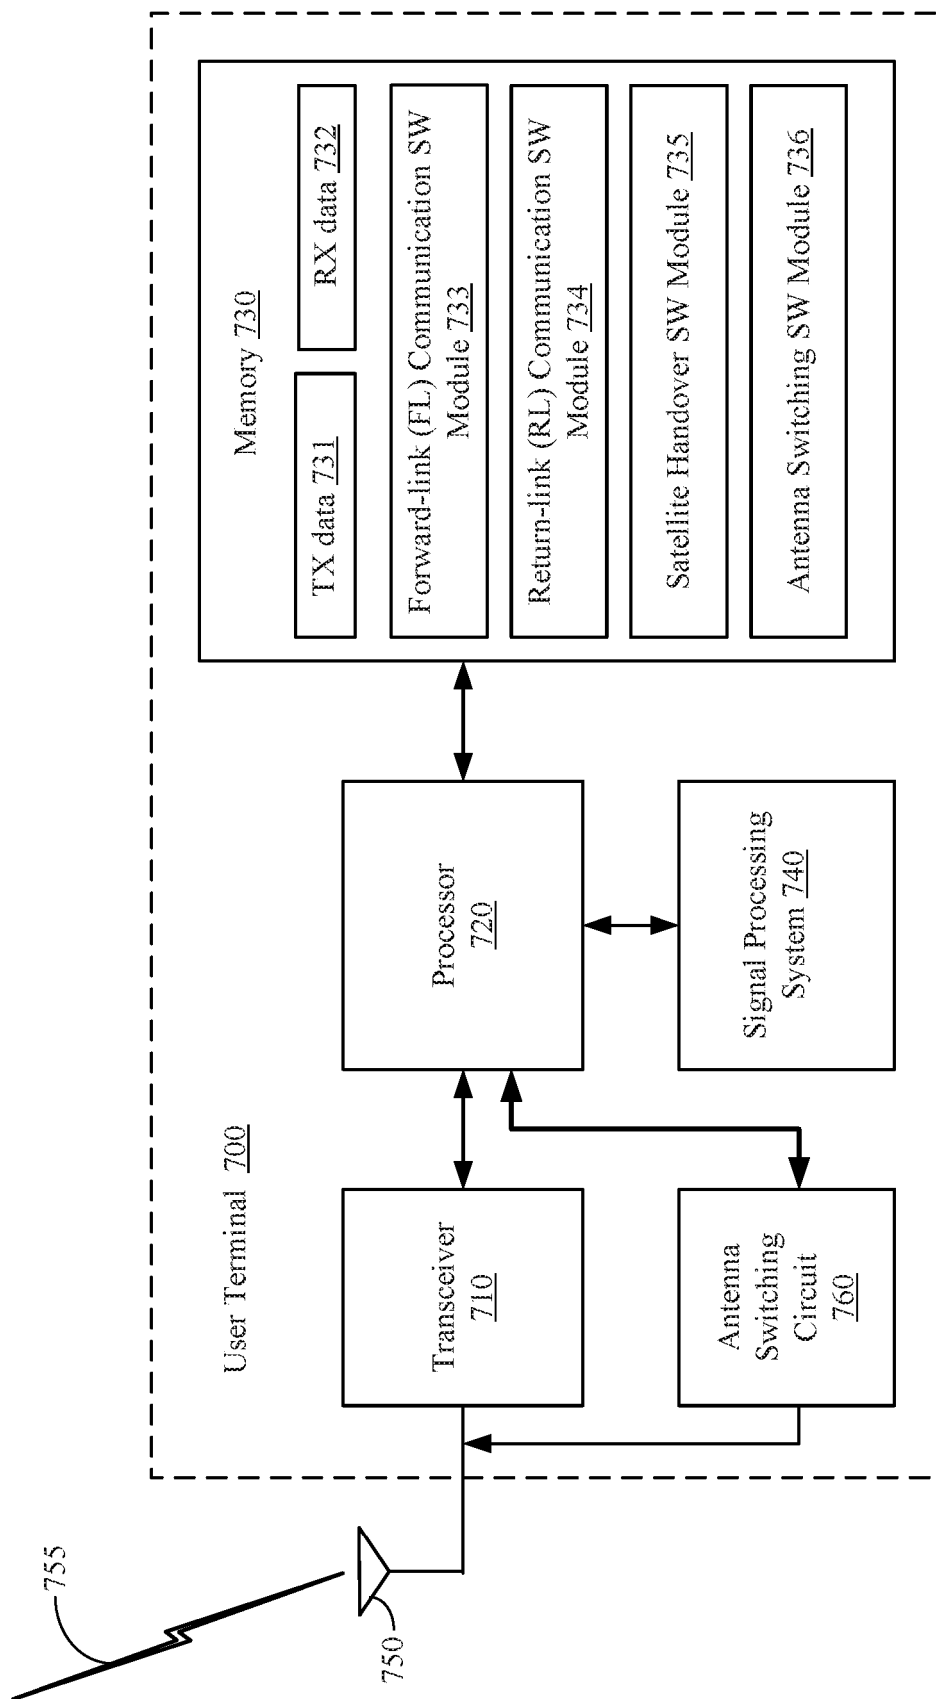 User Terminal 700
Memory 730
TX data 731
RX data 732
Forward-link (FL) Communication SW
Module 733
Return-link (RL) Communication SW
Module 734
Satellite Handover SW Module 735
Antenna Switching SW Module 736
Transceiver
710
Processor
720
Antenna
Switching
Circuit
760
Signal Processing
System 740
755
750